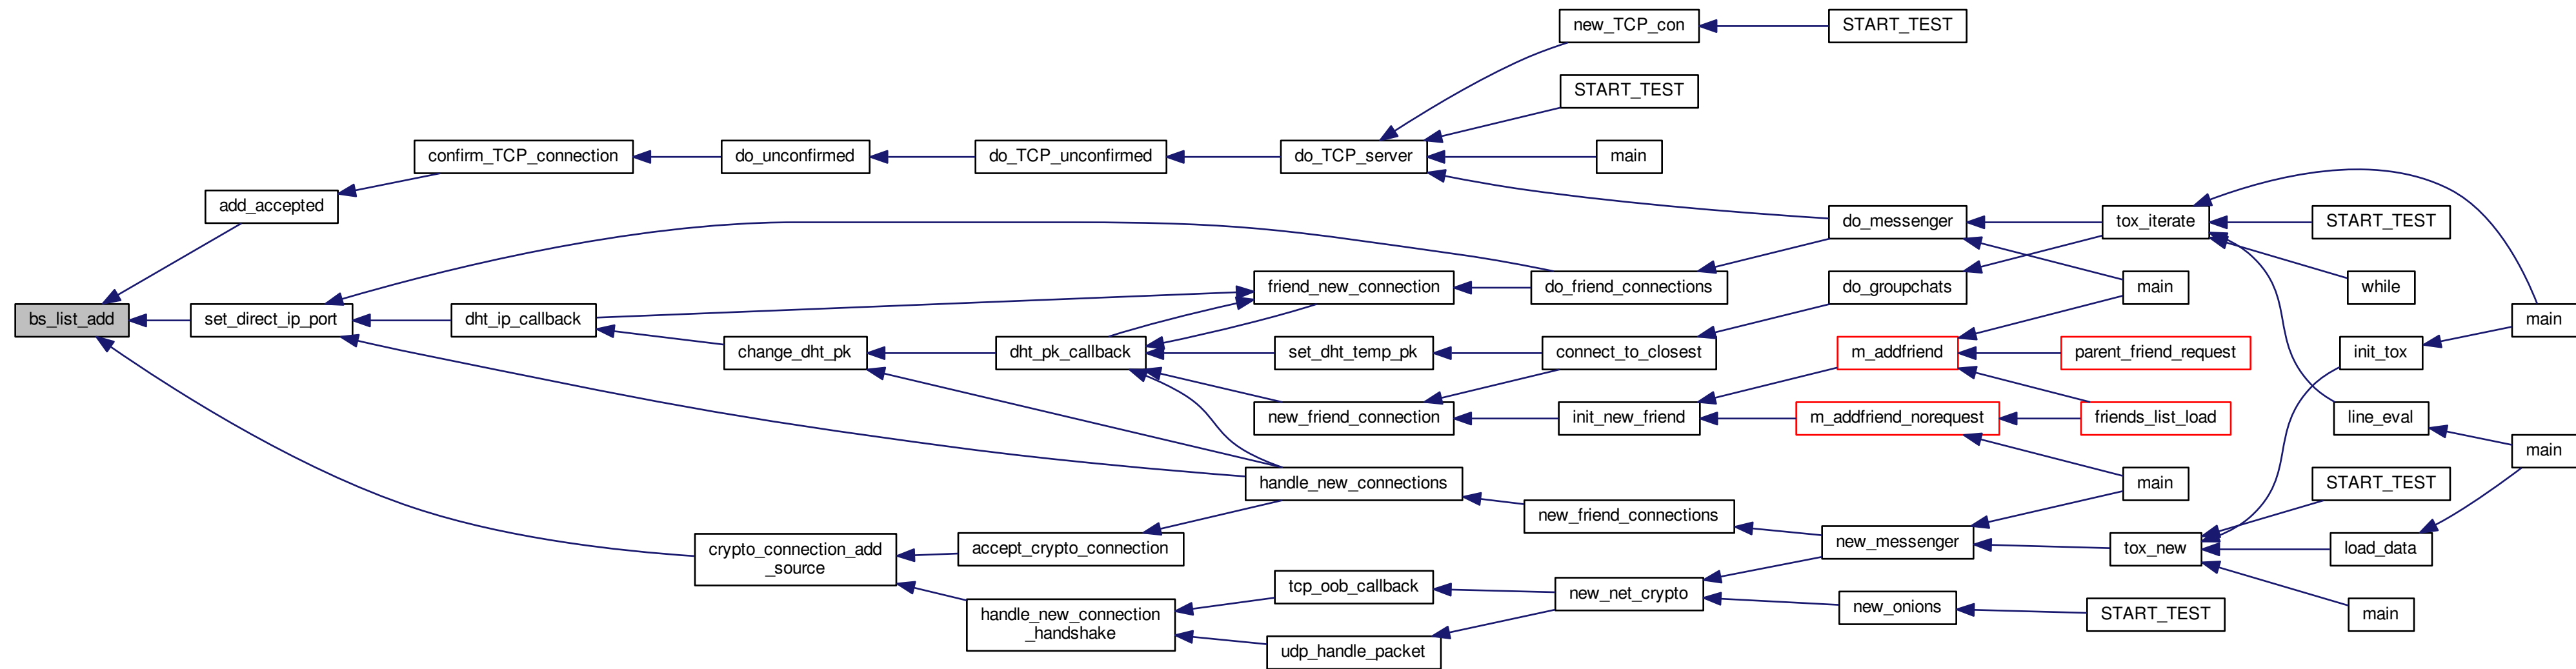 new_TCP_con
START_TEST
START_TEST
confirm_TCP_connection
do_unconfirmed
do_TCP_unconfirmed
do_TCP_server
main
add_accepted
do_messenger
tox_iterate
START_TEST
friend_new_connection
do_friend_connections
do_groupchats
main
while
bs_list_add
set_direct_ip_port
dht_ip_callback
main
change_dht_pk
dht_pk_callback
set_dht_temp_pk
connect_to_closest
m_addfriend
parent_friend_request
init_tox
new_friend_connection
init_new_friend
m_addfriend_norequest
friends_list_load
line_eval
main
handle_new_connections
main
START_TEST
new_friend_connections
crypto_connection_add
_source
accept_crypto_connection
new_messenger
tox_new
load_data
tcp_oob_callback
new_net_crypto
new_onions
START_TEST
main
handle_new_connection
_handshake
udp_handle_packet